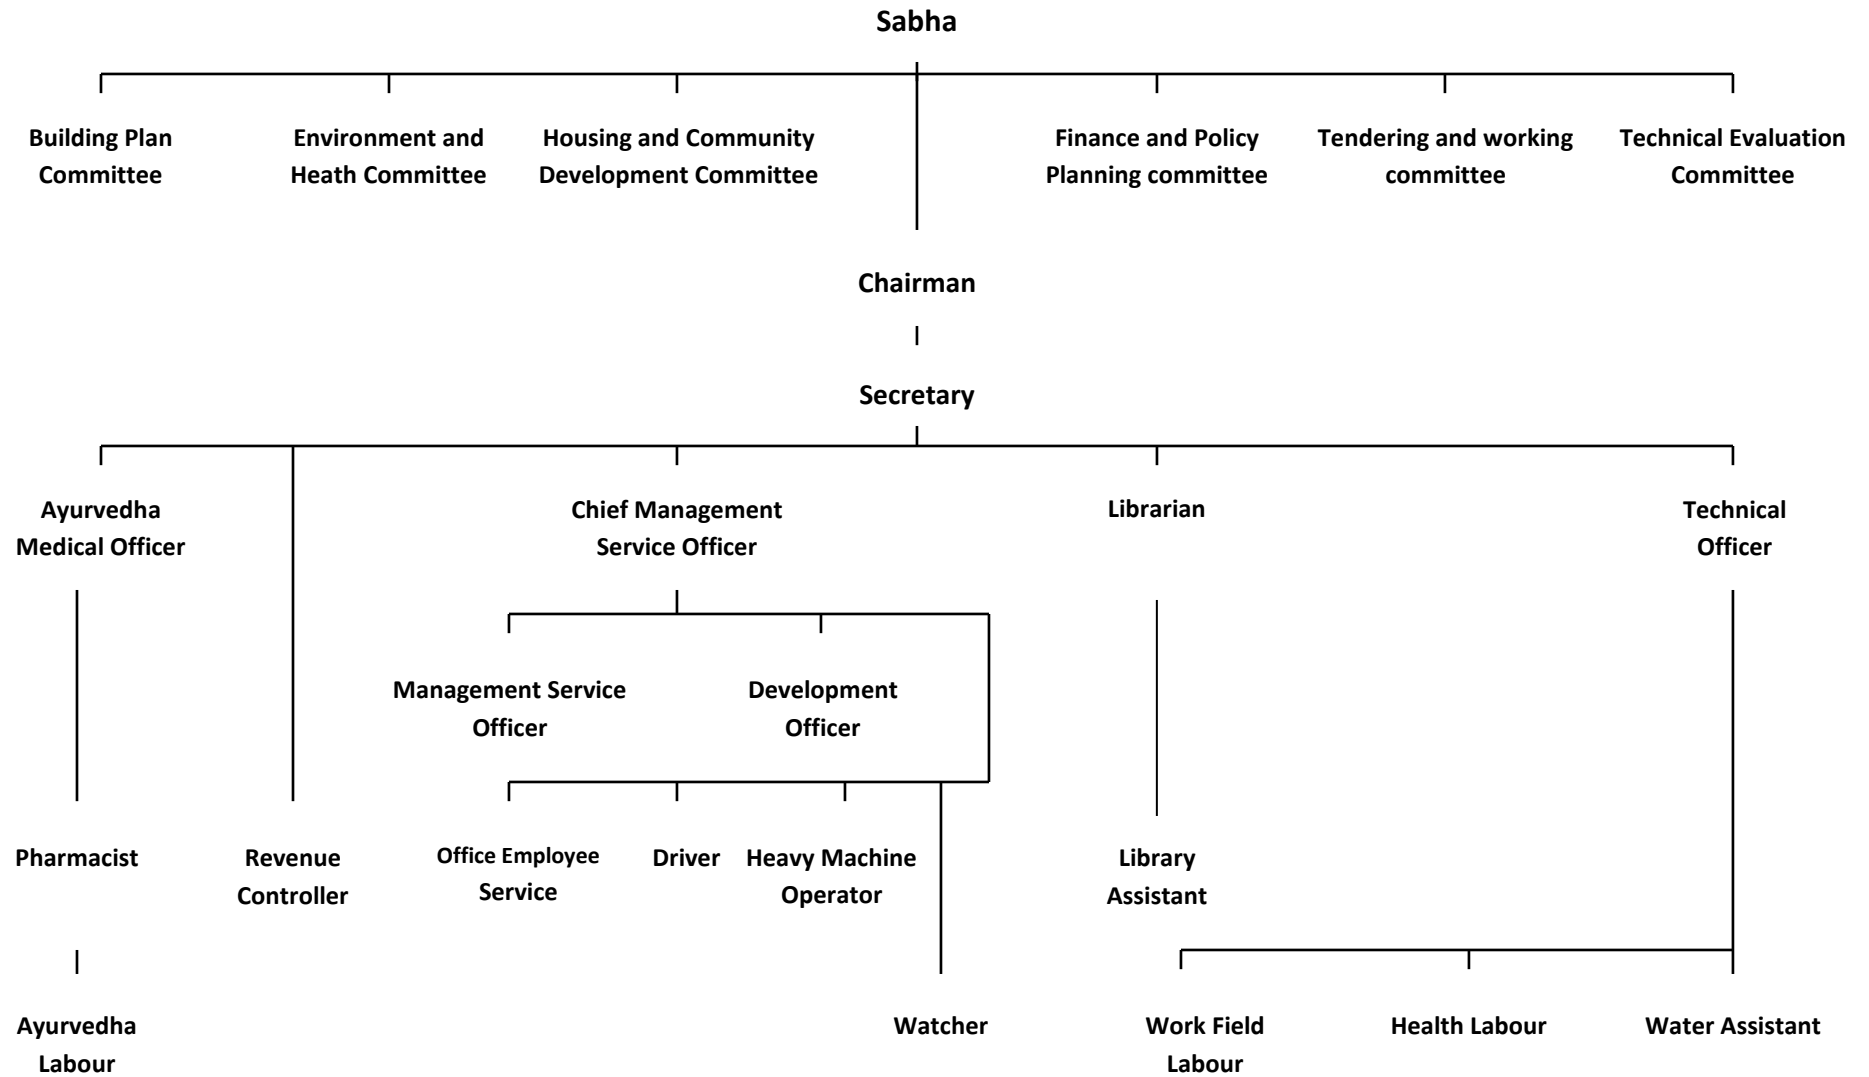 Sabha
Building Plan
Committee
Environment and
Heath Committee
Housing and Community
Development Committee
Finance and Policy
Planning committee
Tendering and working
committee
Technical Evaluation
Committee
Chairman
Secretary
Ayurvedha
Medical Officer
Chief Management
Service Officer
Librarian
Technical
Officer
Management Service
Officer
Development
Officer
Pharmacist
Revenue
Controller
Office Employee
Service
Driver
Heavy Machine
Operator
Library
Assistant
Ayurvedha
Labour
Watcher
Work Field
Labour
Health Labour
Water Assistant